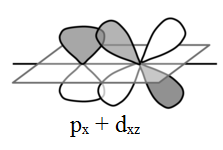 pₓ + d_xz